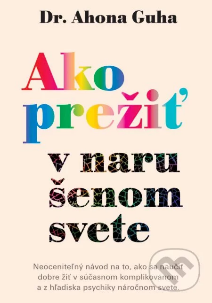 Dr. Ahona Guha
Ako
prežiť
v naru
šenom
svete
Neoceniteľný návod na to, ako sa naučiť
dobre žiť v súčasnom komplikovanom
a z hľadiska psychiky náročnom svete.
Martinus